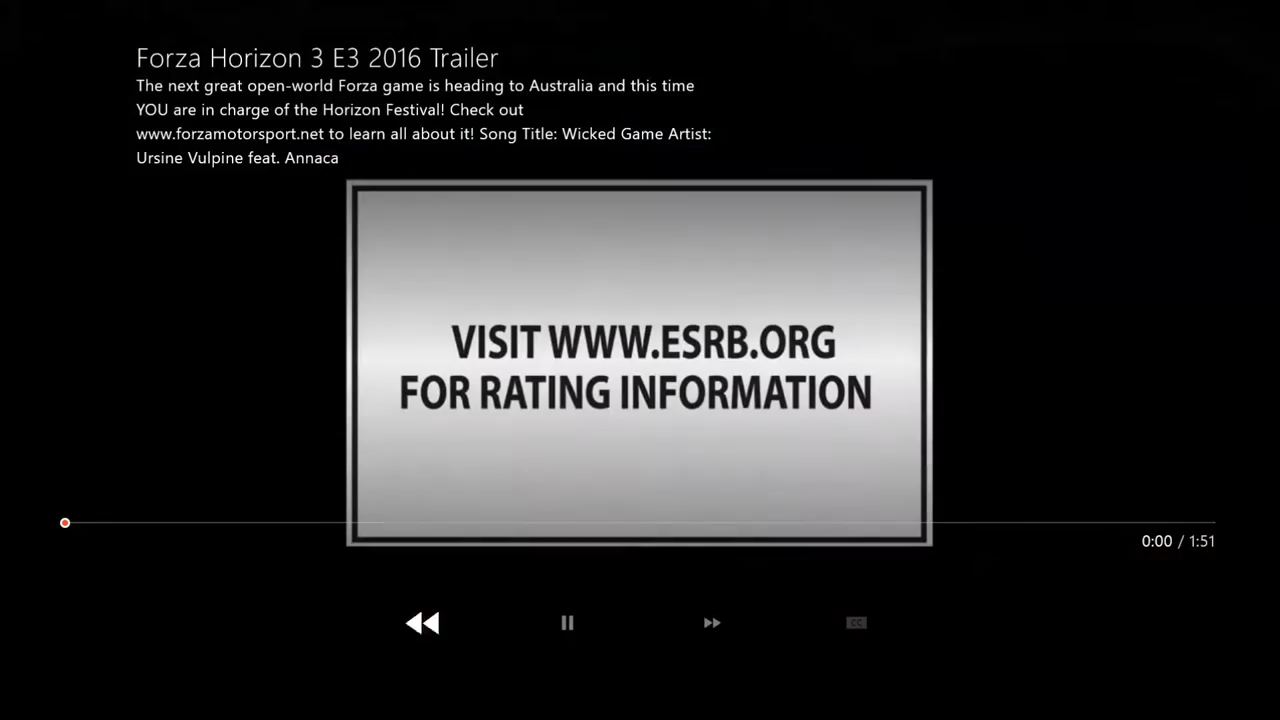 Forza Horizon 3 E3 2016 Trailer
The next great open-world Forza game is heading to Australia and this time
YOU are in charge of the Horizon Festival! Check out
www.forzamotorsport.net to learn all about it! Song Title: Wicked Game Artist:
Ursine Vulpine feat. Annaca
VISIT WWW.ESRB.ORG
FOR RATING INFORMATION
0:00 / 1:51
CC